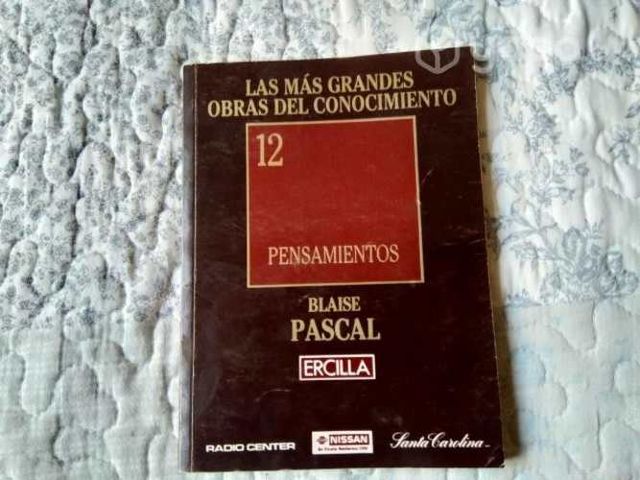 LAS MÁS GRANDES
OBRAS DEL CONOCIMIENTO
12
PENSAMIENTOS
BLAISE
PASCAL
ERCILLA
RADIO CENTER
NISSAN
Santa Carolina